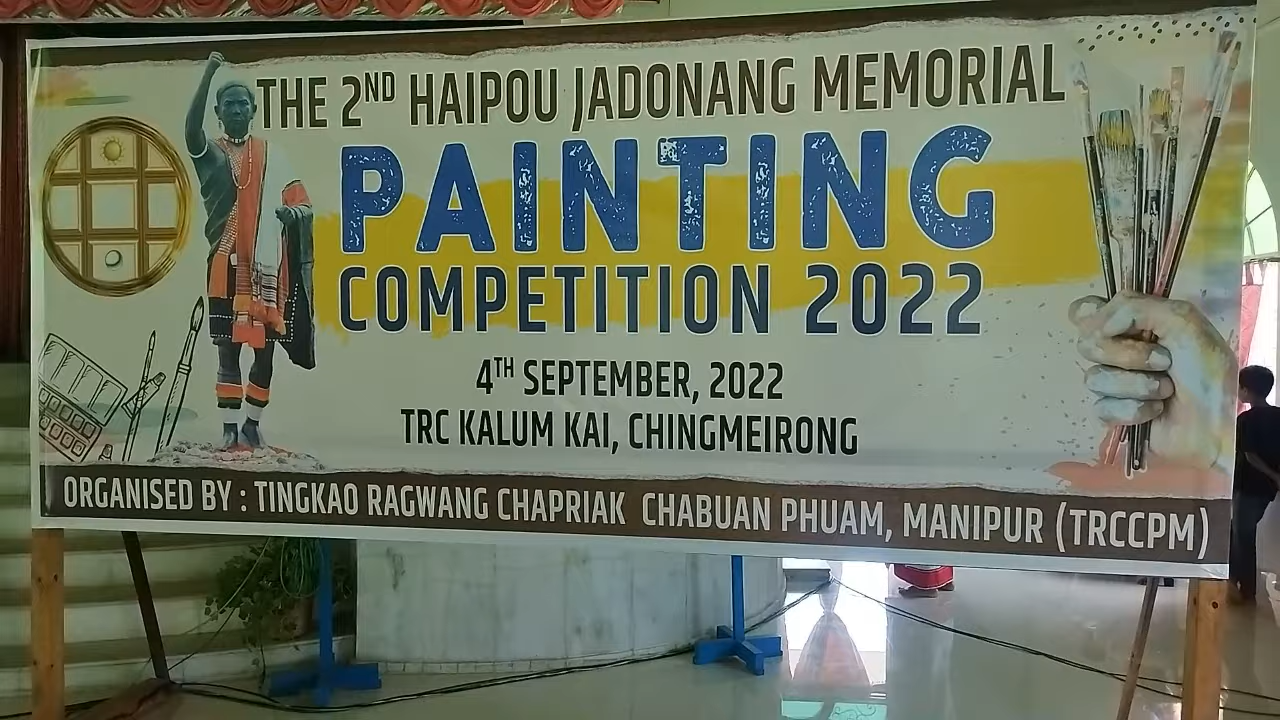 THE 2ND HAIPOU JADONANG MEMORIAL
PAINTING
COMPETITION 2022
4TH SEPTEMBER, 2022
TRC KALUM KAI, CHINGMEIRONG
ORGANISED BY : TINGKAO RAGWANG CHAPRIAK CHABUAN PHUAM, MANIPUR (TRCCPM)